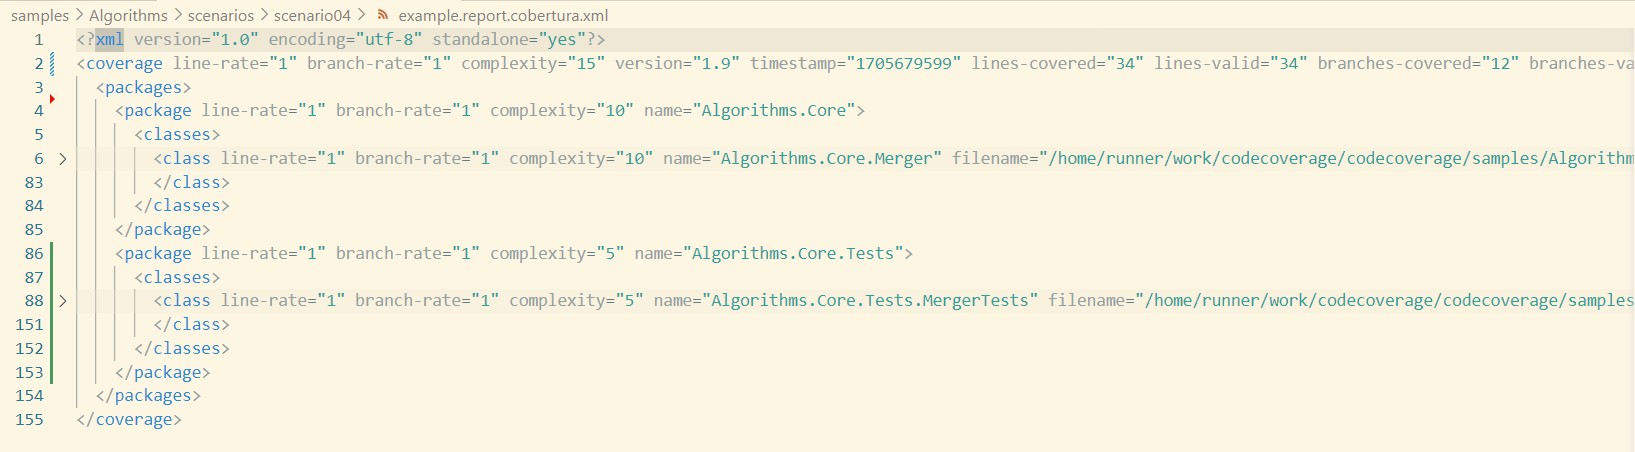 samples > Algorithms > scenarios > scenario04 > example.report.cobertura.xml
1 <?xml version="1.0" encoding="utf-8" standalone="yes"?>
2 <coverage line-rate="1" branch-rate="1" complexity="15" version="1.9" timestamp="1705679599" lines-covered="34" lines-valid="34" branches-covered="12" branches-va
3 <packages>
4 <package line-rate="1" branch-rate="1" complexity="10" name="Algorithms.Core">
5 <classes>
6 > <class line-rate="1" branch-rate="1" complexity="10" name="Algorithms.Core.Merger" filename="/home/runner/work/codecoverage/codecoverage/samples/Algorithm
83 </class>
84 </classes>
85 </package>
86 <package line-rate="1" branch-rate="1" complexity="5" name="Algorithms.Core.Tests">
87 <classes>
88 > <class line-rate="1" branch-rate="1" complexity="5" name="Algorithms.Core.Tests.MergerTests" filename="/home/runner/work/codecoverage/codecoverage/samples
151 </class>
152 </classes>
153 </package>
154 </packages>
155 </coverage>